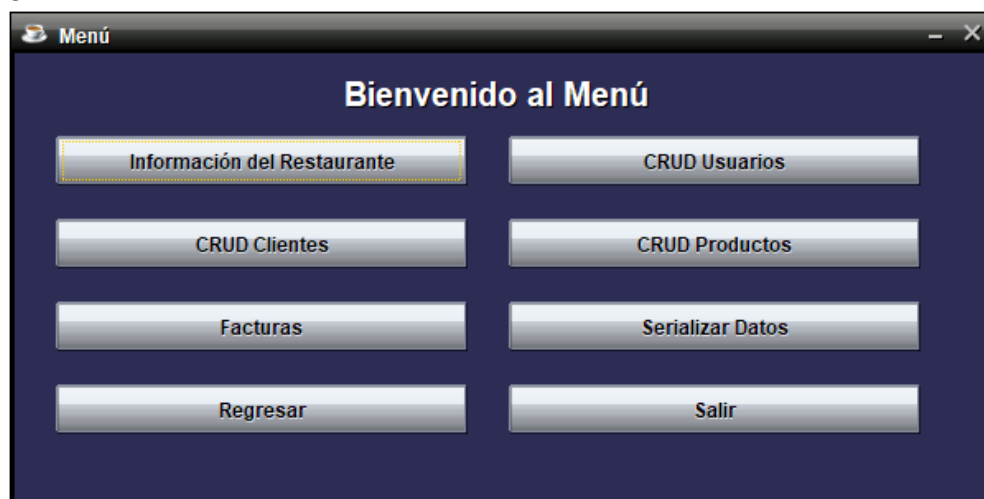 Menú
Bienvenido al Menú
Información del Restaurante
CRUD Usuarios
CRUD Clientes
CRUD Productos
Facturas
Serializar Datos
Regresar
Salir